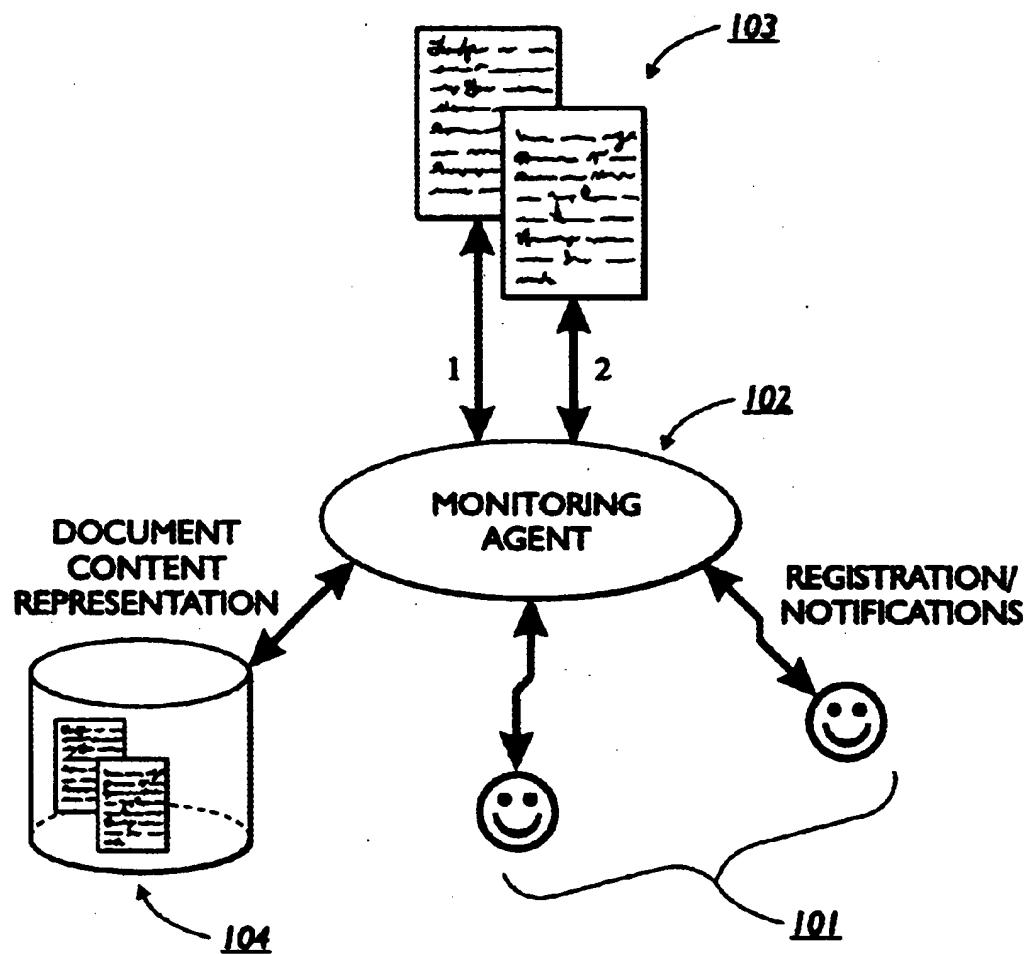 103
1
2
102
MONITORING
AGENT
DOCUMENT
CONTENT
REPRESENTATION
REGISTRATION/
NOTIFICATIONS
104
101